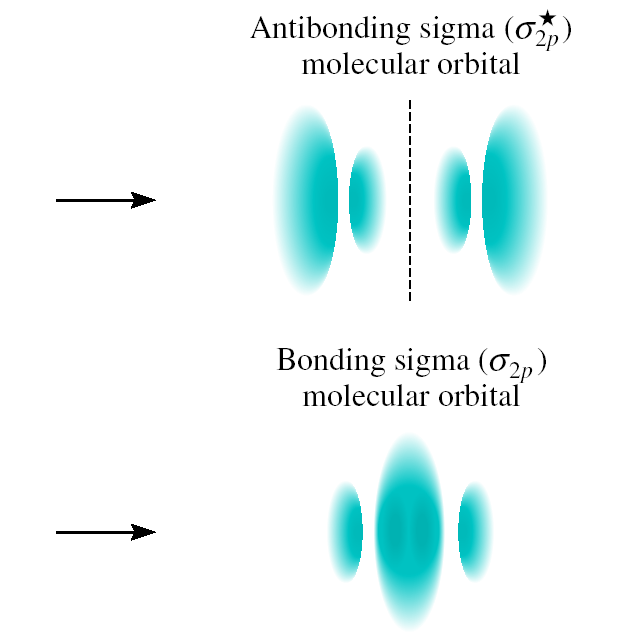 Antibonding sigma (σ★2p)
molecular orbital
Bonding sigma (σ2p)
molecular orbital